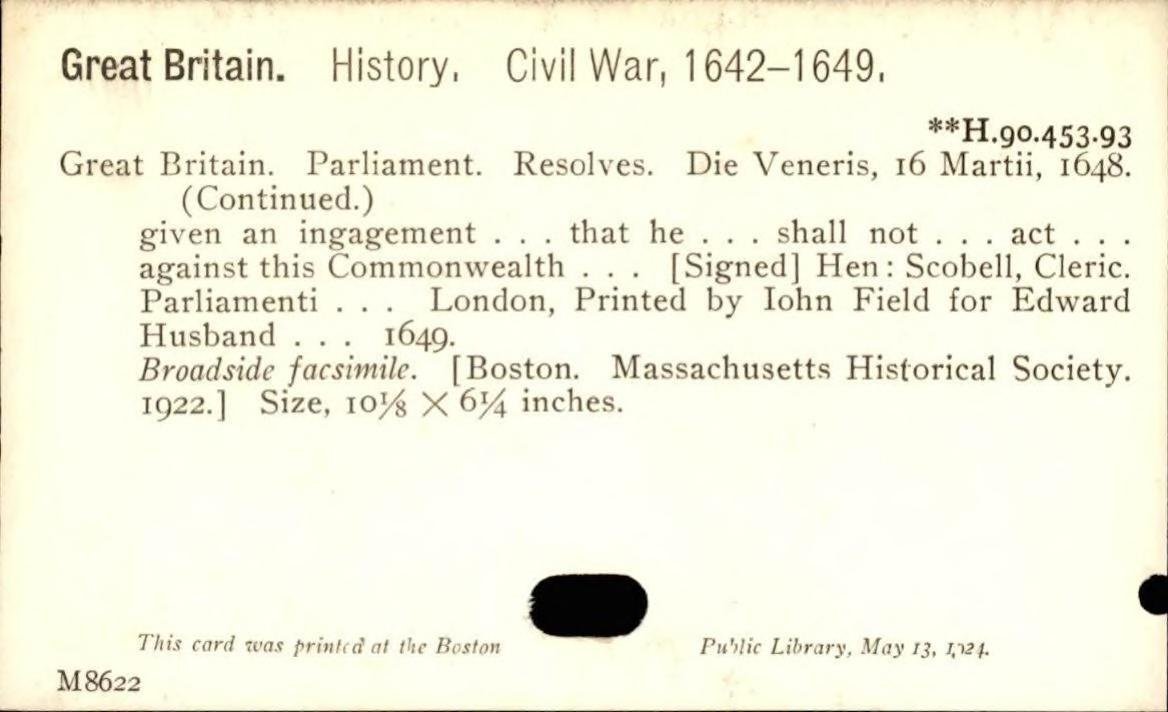 Great Britain. History. Civil War, 1642–1649.
**H.90.453.93
Great Britain. Parliament. Resolves. Die Veneris, 16 Martii, 1648.
(Continued.)
given an ingagement . . . that he . . . shall not . . . act . . .
against this Commonwealth . . . [Signed] Hen: Scobell, Cleric.
Parliamenti . . . London, Printed by Iohn Field for Edward
Husband . . . 1649.
Broadside facsimile. [Boston. Massachusetts Historical Society.
1922.] Size, 10⅛ × 6¼ inches.
This card was printed at the Boston Public Library, May 13, 1924.
M8622